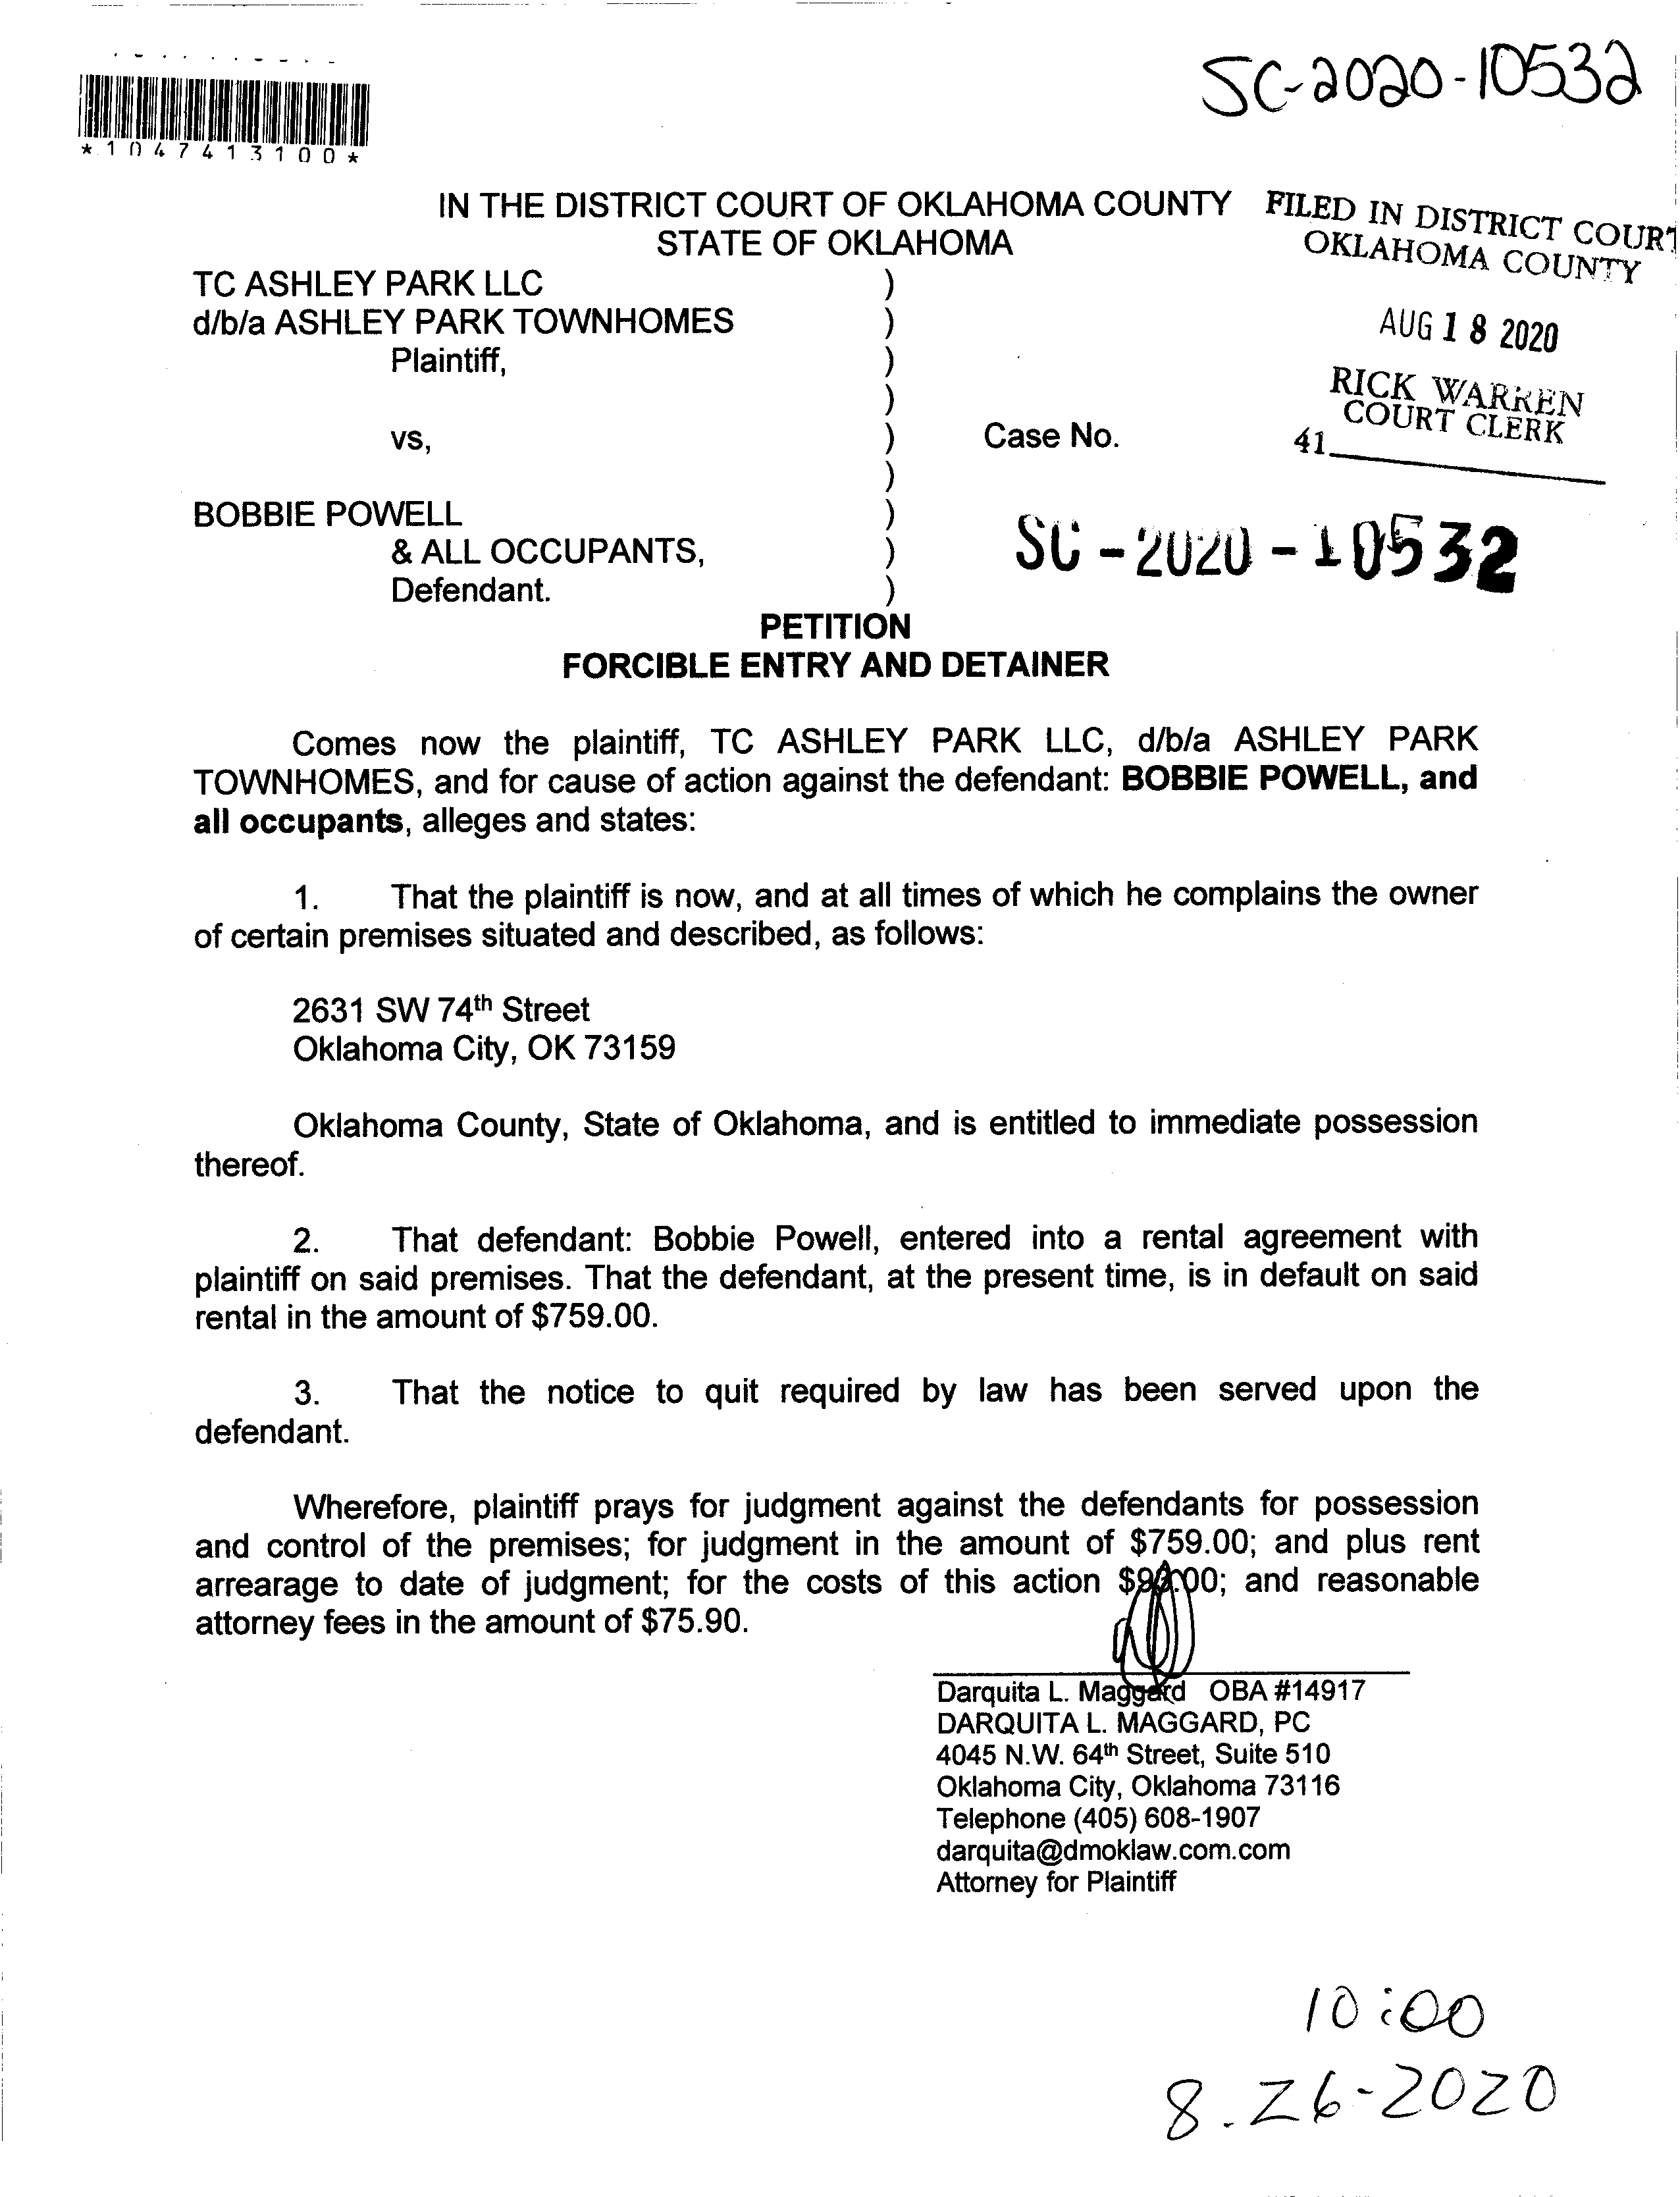 SC-2020-10532
*1047413100*
IN THE DISTRICT COURT OF OKLAHOMA COUNTY
STATE OF OKLAHOMA
FILED IN DISTRICT COURT
OKLAHOMA COUNTY
AUG 18 2020
RICK WARREN
COURT CLERK
41
TC ASHLEY PARK LLC )
d/b/a ASHLEY PARK TOWNHOMES )
Plaintiff, )
)
vs, ) Case No.
)
BOBBIE POWELL )
& ALL OCCUPANTS, )
Defendant. )
SC-2020-10532
PETITION
FORCIBLE ENTRY AND DETAINER
Comes now the plaintiff, TC ASHLEY PARK LLC, d/b/a ASHLEY PARK
TOWNHOMES, and for cause of action against the defendant: BOBBIE POWELL, and
all occupants, alleges and states:
1. That the plaintiff is now, and at all times of which he complains the owner
of certain premises situated and described, as follows:
2631 SW 74th Street
Oklahoma City, OK 73159
Oklahoma County, State of Oklahoma, and is entitled to immediate possession
thereof.
2. That defendant: Bobbie Powell, entered into a rental agreement with
plaintiff on said premises. That the defendant, at the present time, is in default on said
rental in the amount of $759.00.
3. That the notice to quit required by law has been served upon the
defendant.
Wherefore, plaintiff prays for judgment against the defendants for possession
and control of the premises; for judgment in the amount of $759.00; and plus rent
arrearage to date of judgment; for the costs of this action and reasonable
attorney fees in the amount of $75.90.
Darquita L. Maggard OBA #14917
DARQUITA L. MAGGARD, PC
4045 N.W. 64th Street, Suite 510
Oklahoma City, Oklahoma 73116
Telephone (405) 608-1907
darquita@dmoklaw.com.com
Attorney for Plaintiff
10:00
8.26-2020